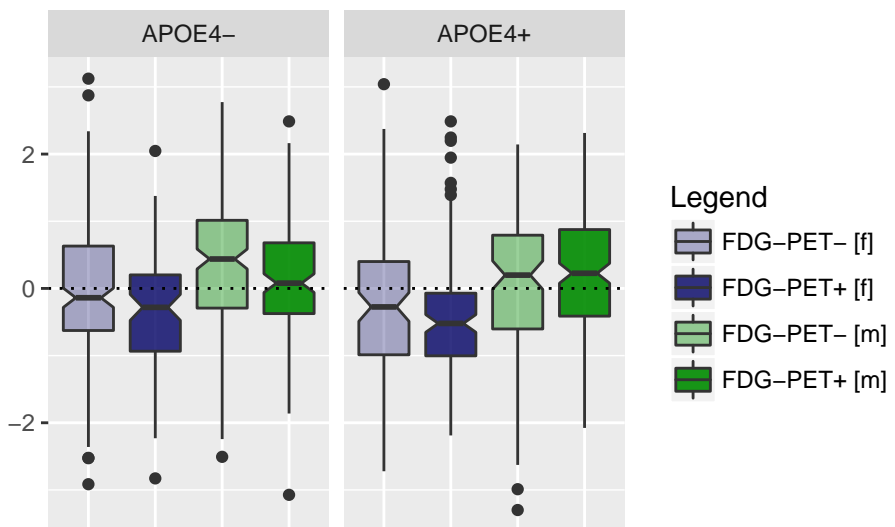 APOE4− APOE4+
2
0
−2
Legend
FDG−PET− [f]
FDG−PET+ [f]
FDG−PET− [m]
FDG−PET+ [m]